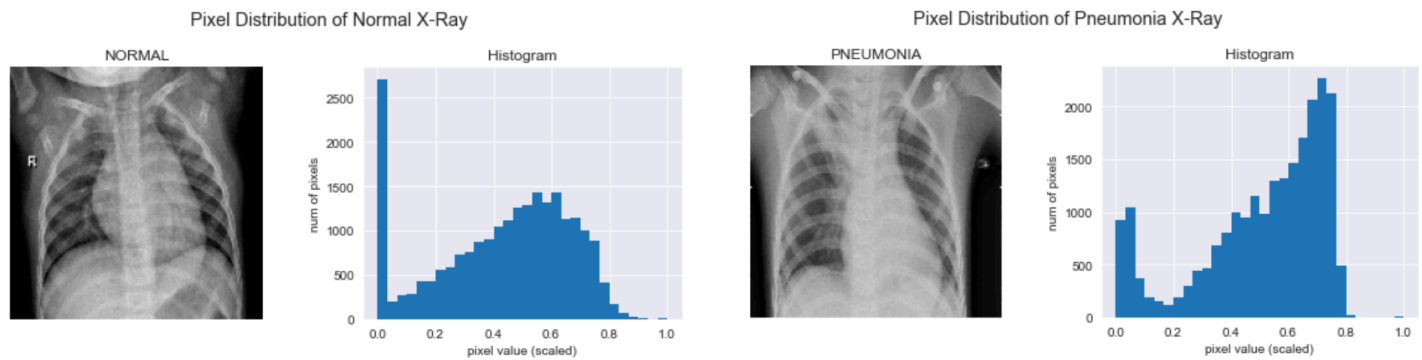 Pixel Distribution of Normal X-Ray
NORMAL
R
Histogram
num of pixels
2500
2000
1500
1000
500
0
0.0 0.2 0.4 0.6 0.8 1.0
pixel value (scaled)
Pixel Distribution of Pneumonia X-Ray
PNEUMONIA
Histogram
num of pixels
2000
1500
1000
500
0
0.0 0.2 0.4 0.6 0.8 1.0
pixel value (scaled)